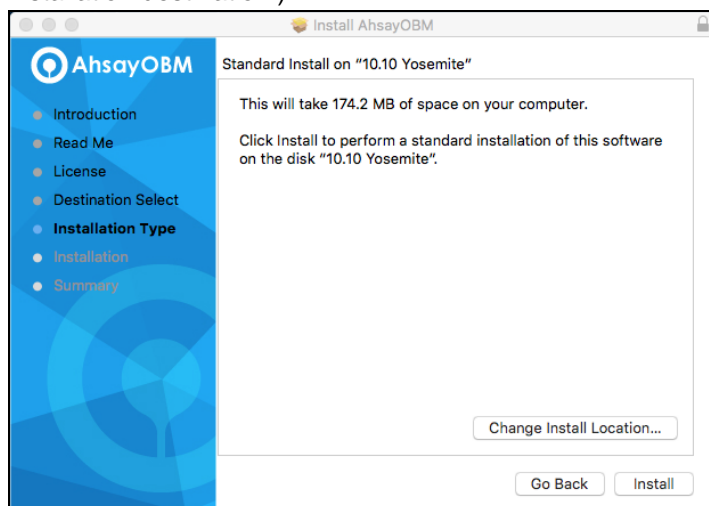 Install AhsayOBM
AhsayOBM
Standard Install on “10.10 Yosemite”
Introduction
Read Me
License
Destination Select
Installation Type
Installation
Summary
This will take 174.2 MB of space on your computer.
Click Install to perform a standard installation of this software
on the disk “10.10 Yosemite”.
Change Install Location...
Go Back
Install